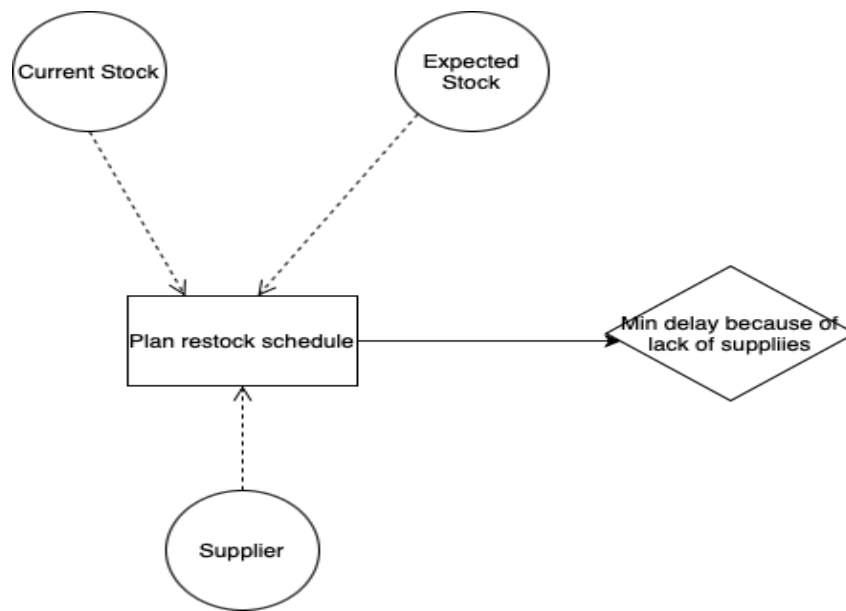 Current Stock
Expected
Stock
Plan restock schedule
Min delay because of
lack of suppliies
Supplier